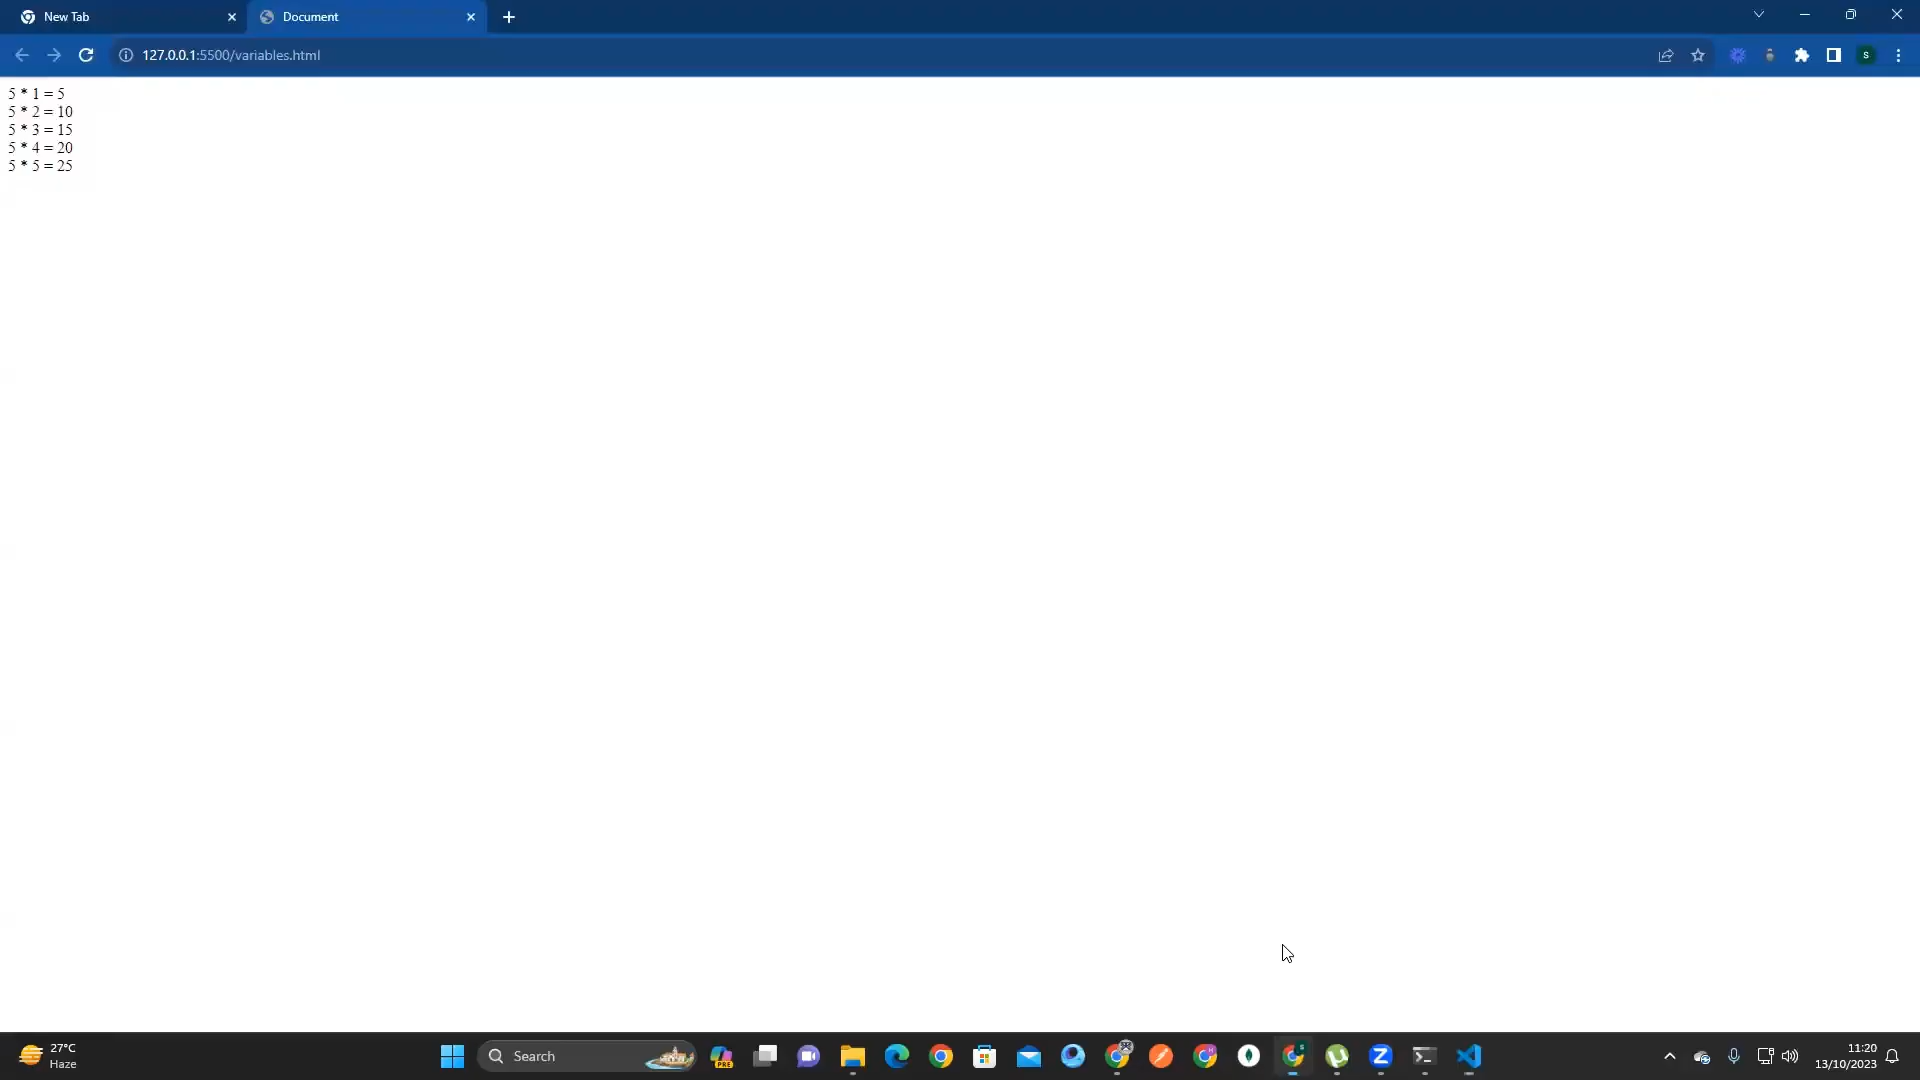 New Tab
Document
127.0.0.1:5500/variables.html
S
5 * 1 = 5
5 * 2 = 10
5 * 3 = 15
5 * 4 = 20
5 * 5 = 25
27°C
Haze
Search
PRE
11:20
13/10/2023